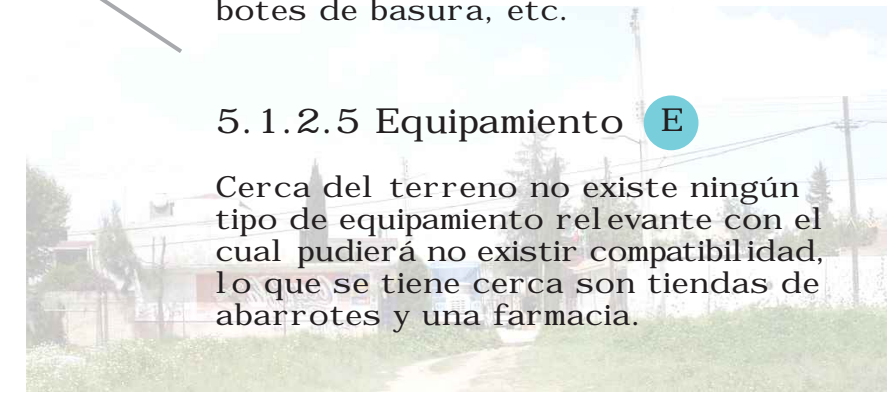 botes de basura, etc.
5.1.2.5 Equipamiento E
Cerca del terreno no existe ningún
tipo de equipamiento relevante con el
cual pudierá no existir compatibilidad,
lo que se tiene cerca son tiendas de
abarrotes y una farmacia.